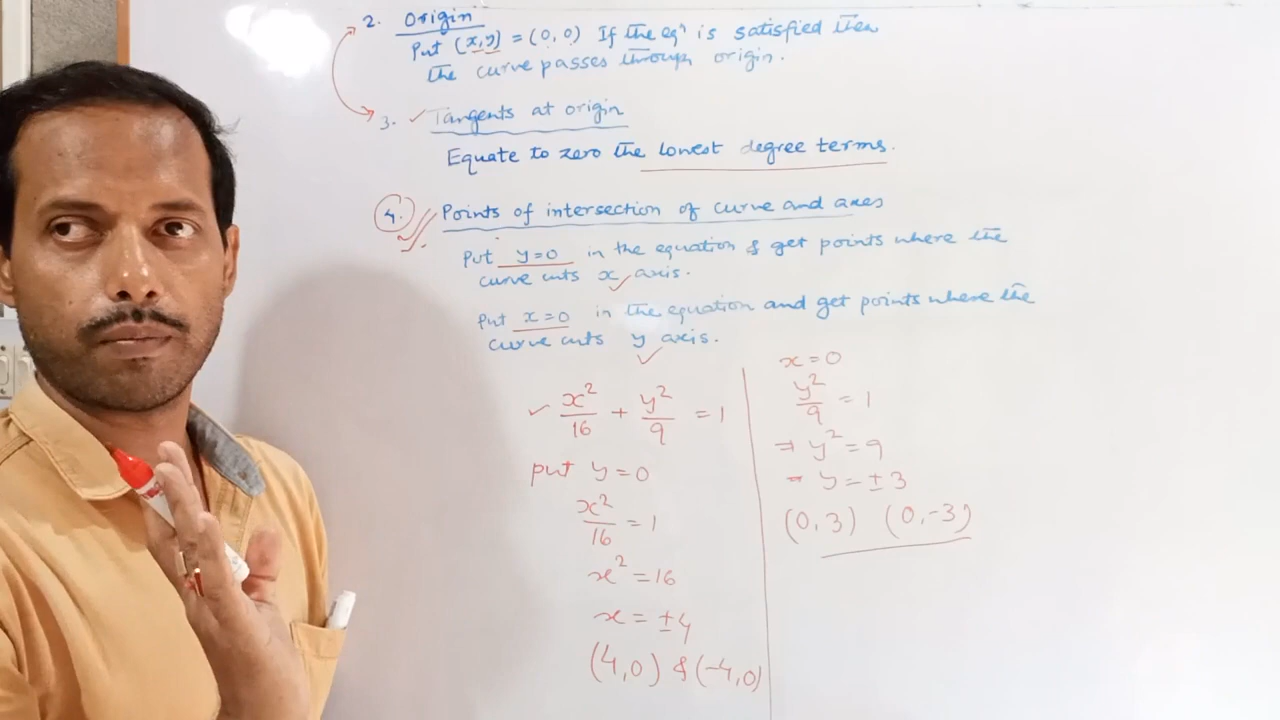 2. Origin
Put (x,y) = (0,0) If the eqⁿ is satisfied then
the curve passes through origin.
3. ✓ Tangents at origin
Equate to zero the lowest degree terms.
4. Points of intersection of curve and axes
Put y=0 in the equation & get points where the
curve cuts x axis.
Put x=0 in the equation and get points where the
curve cuts y axis.
✓ x²/16 + y²/9 = 1
put y=0
x²/16 = 1
x² = 16
x = ±4
(4,0) & (-4,0)
x=0
y²/9 = 1
⇒ y² = 9
⇒ y = ±3
(0,3) (0,-3)